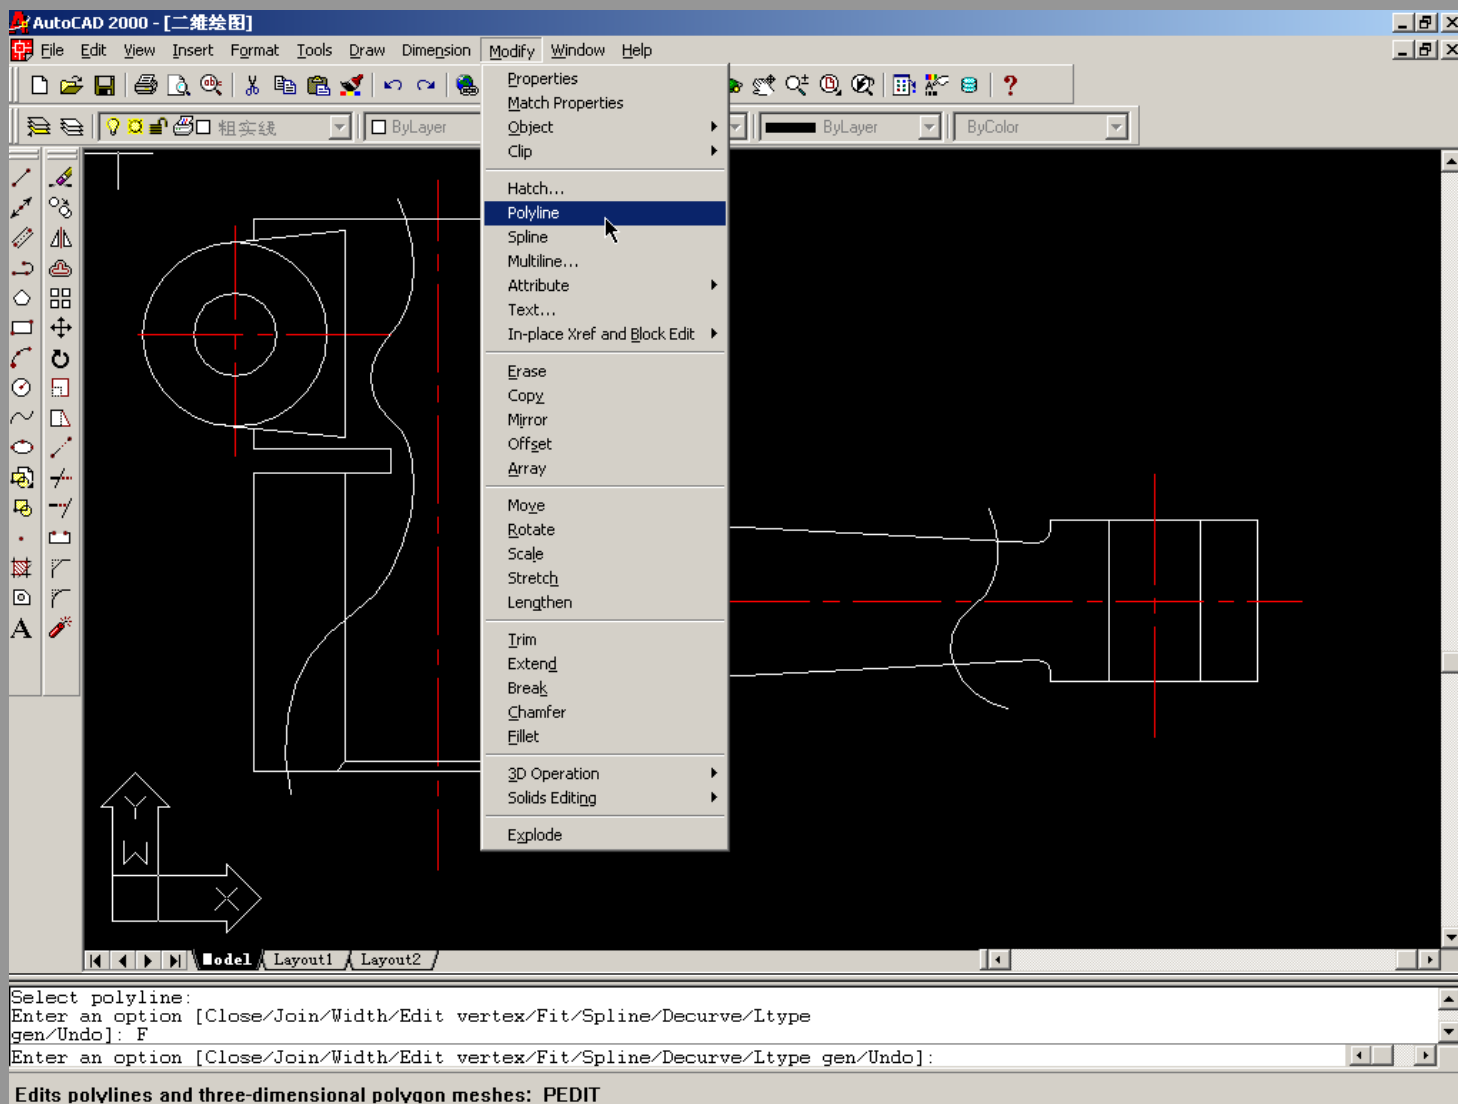 AutoCAD 2000 - [二维绘图]
File Edit View Insert Format Tools Draw Dimension Modify Window Help
粗实线 ByLayer ByLayer ByColor
Properties
Match Properties
Object
Clip
Hatch...
Polyline
Spline
Multiline...
Attribute
Text...
In-place Xref and Block Edit
Erase
Copy
Mirror
Offset
Array
Move
Rotate
Scale
Stretch
Lengthen
Trim
Extend
Break
Chamfer
Fillet
3D Operation
Solids Editing
Explode
A
Y
W
X
Model Layout1 Layout2
Select polyline:
Enter an option [Close/Join/Width/Edit vertex/Fit/Spline/Decurve/Ltype
gen/Undo]: F
Enter an option [Close/Join/Width/Edit vertex/Fit/Spline/Decurve/Ltype gen/Undo]:
Edits polylines and three-dimensional polygon meshes: PEDIT